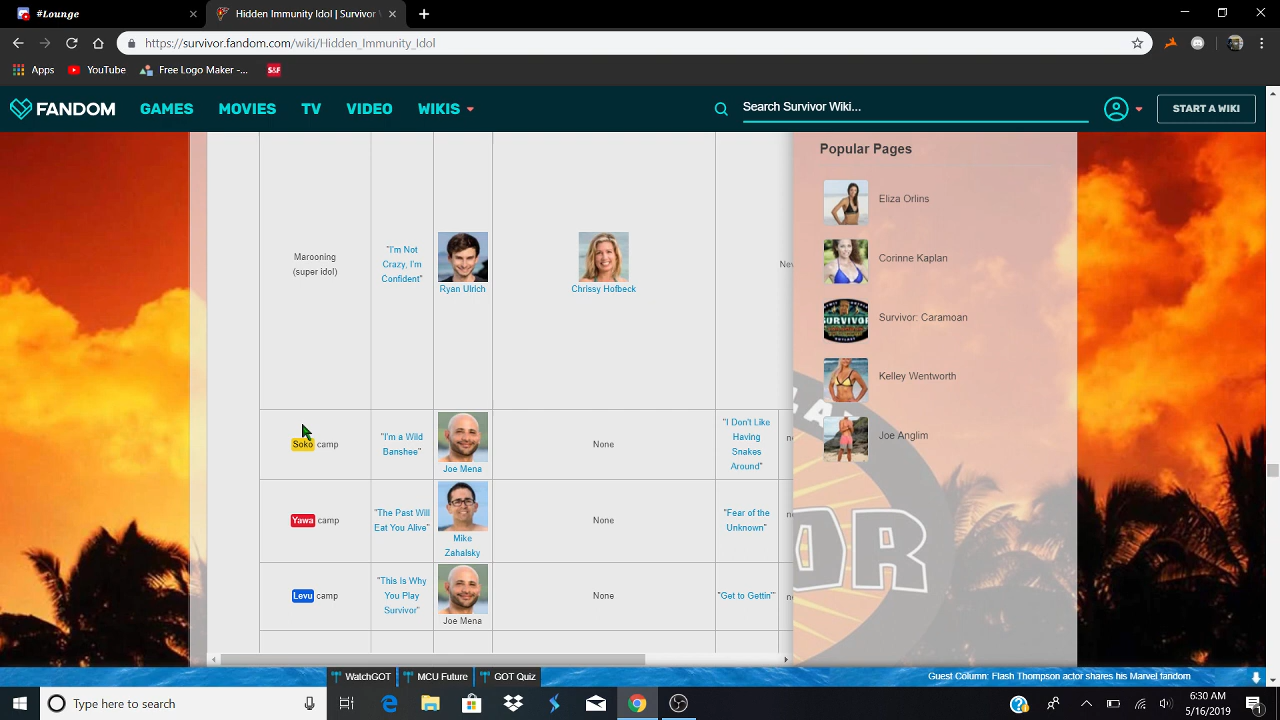 #Lounge
Hidden Immunity Idol | Survivor
https://survivor.fandom.com/wiki/Hidden_Immunity_Idol
Apps
YouTube
Free Logo Maker -...
S&F
FANDOM
GAMES
MOVIES
TV
VIDEO
WIKIS
Search Survivor Wiki...
START A WIKI
Marooning
(super idol)
"I'm Not
Crazy, I'm
Confident"
Ryan Ulrich
Chrissy Hofbeck
Nev
Soko camp
"I'm a Wild
Banshee"
Joe Mena
None
"I Don't Like
Having
Snakes
Around"
Yawa camp
"The Past Will
Eat You Alive"
Mike
Zahalsky
None
"Fear of the
Unknown"
Levu camp
"This Is Why
You Play
Survivor"
Joe Mena
None
"Get to Gettin'"
Popular Pages
Eliza Orlins
Corinne Kaplan
SURVIVOR
Survivor: Caramoan
Kelley Wentworth
Joe Anglim
OR
WatchGOT
MCU Future
GOT Quiz
Guest Column: Flash Thompson actor shares his Marvel fandom
Type here to search
6:30 AM
5/16/2019